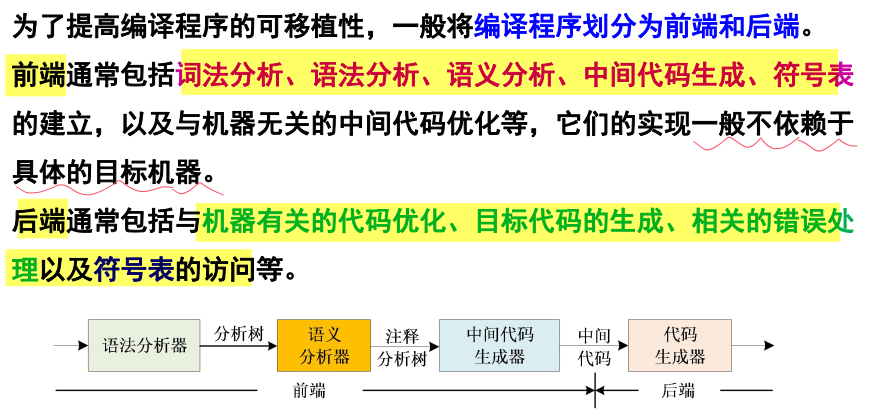 为了提高编译程序的可移植性，一般将编译程序划分为前端和后端。
前端通常包括词法分析、语法分析、语义分析、中间代码生成、符号表
的建立，以及与机器无关的中间代码优化等，它们的实现一般不依赖于
具体的目标机器。
后端通常包括与机器有关的代码优化、目标代码的生成、相关的错误处
理以及符号表的访问等。
语法分析器
分析树
语义
分析器
注释
分析树
中间代码
生成器
中间
代码
代码
生成器
前端
后端